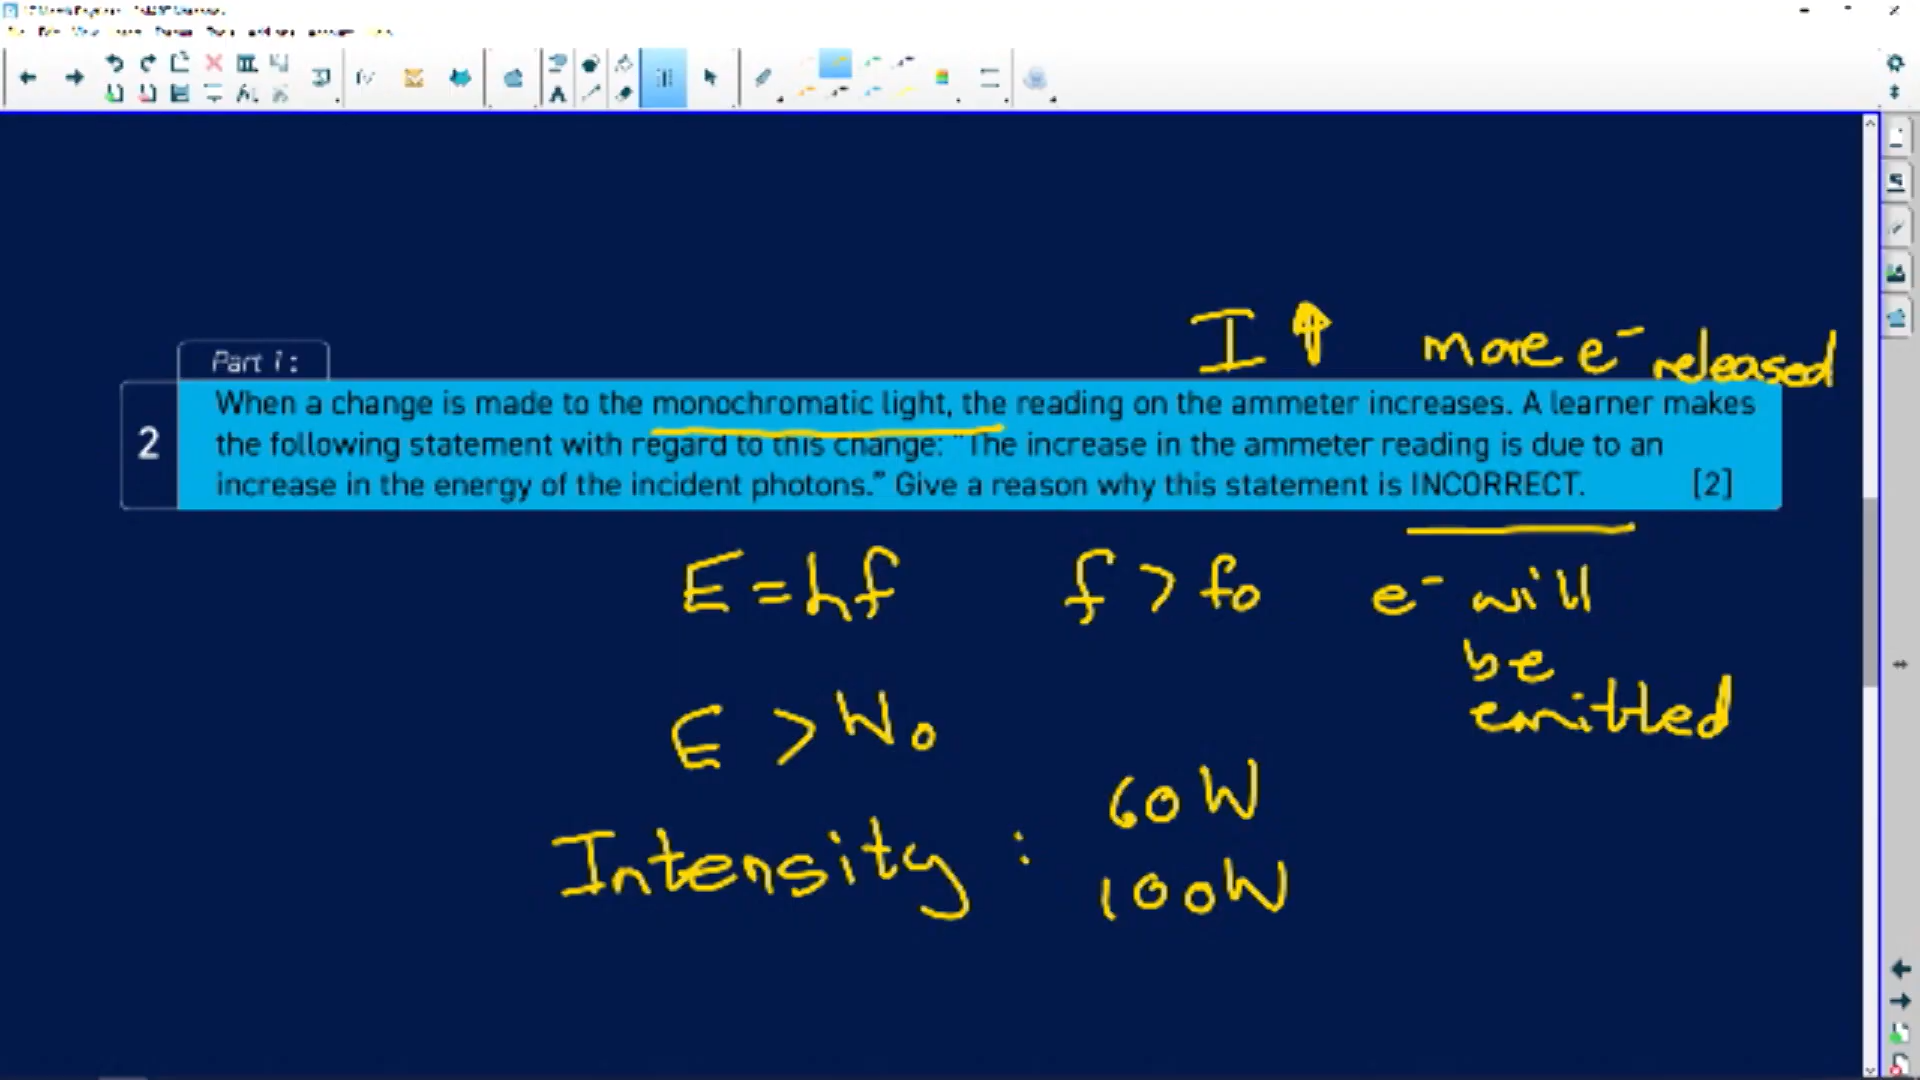 I ↑ more e⁻ released
Part 1:
2
When a change is made to the monochromatic light, the reading on the ammeter increases. A learner makes
the following statement with regard to this change: "The increase in the ammeter reading is due to an
increase in the energy of the incident photons." Give a reason why this statement is INCORRECT. [2]
E = hf f > fo e⁻ will
be
emitted
E > Wo
Intensity : 60W
100W